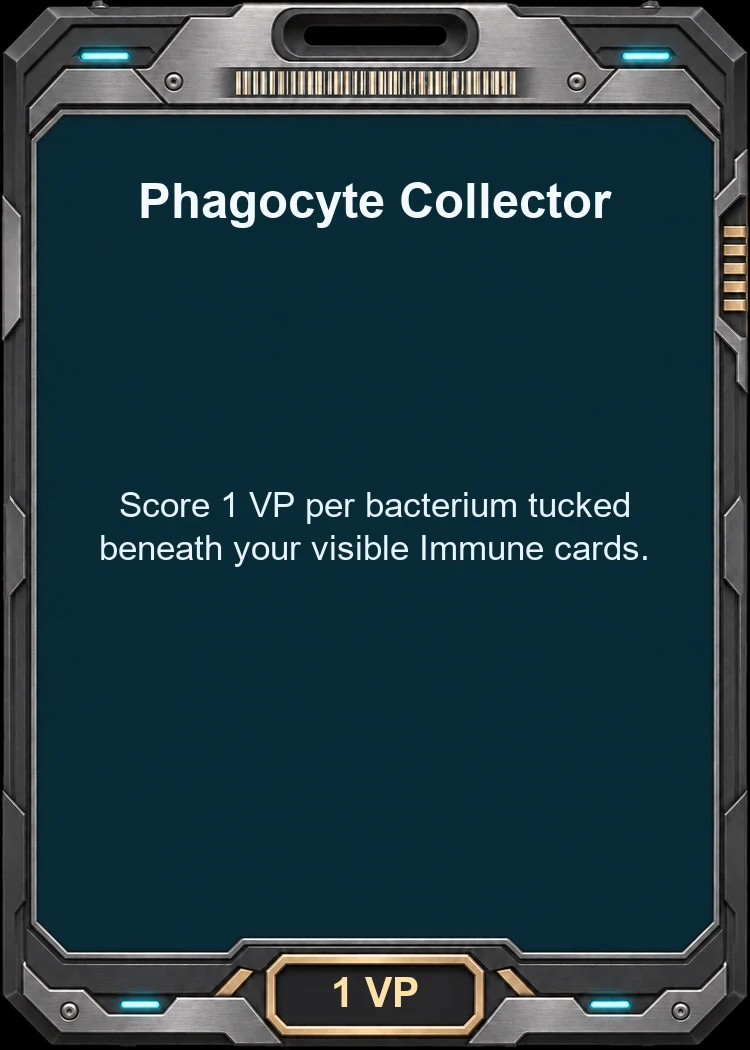 Phagocyte Collector
Score 1 VP per bacterium tucked
beneath your visible Immune cards.
1 VP